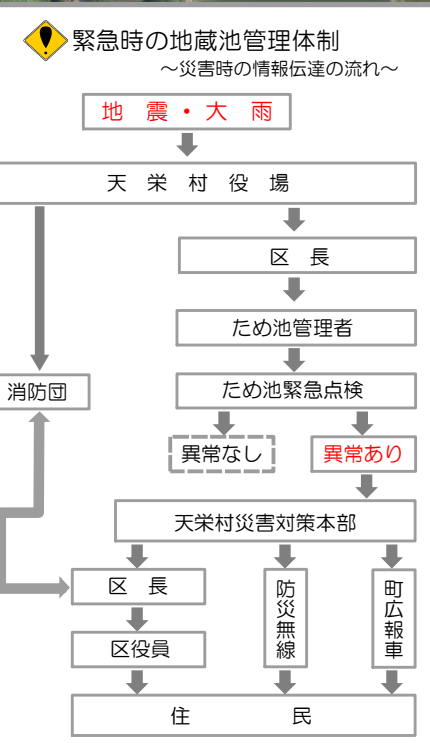 緊急時の地蔵池管理体制
～災害時の情報伝達の流れ～
地 震・大 雨
天 栄 村 役 場
区 長
ため池管理者
消防団
ため池緊急点検
異常なし
異常あり
天栄村災害対策本部
区 長
防災無線
町広報車
区役員
住 民